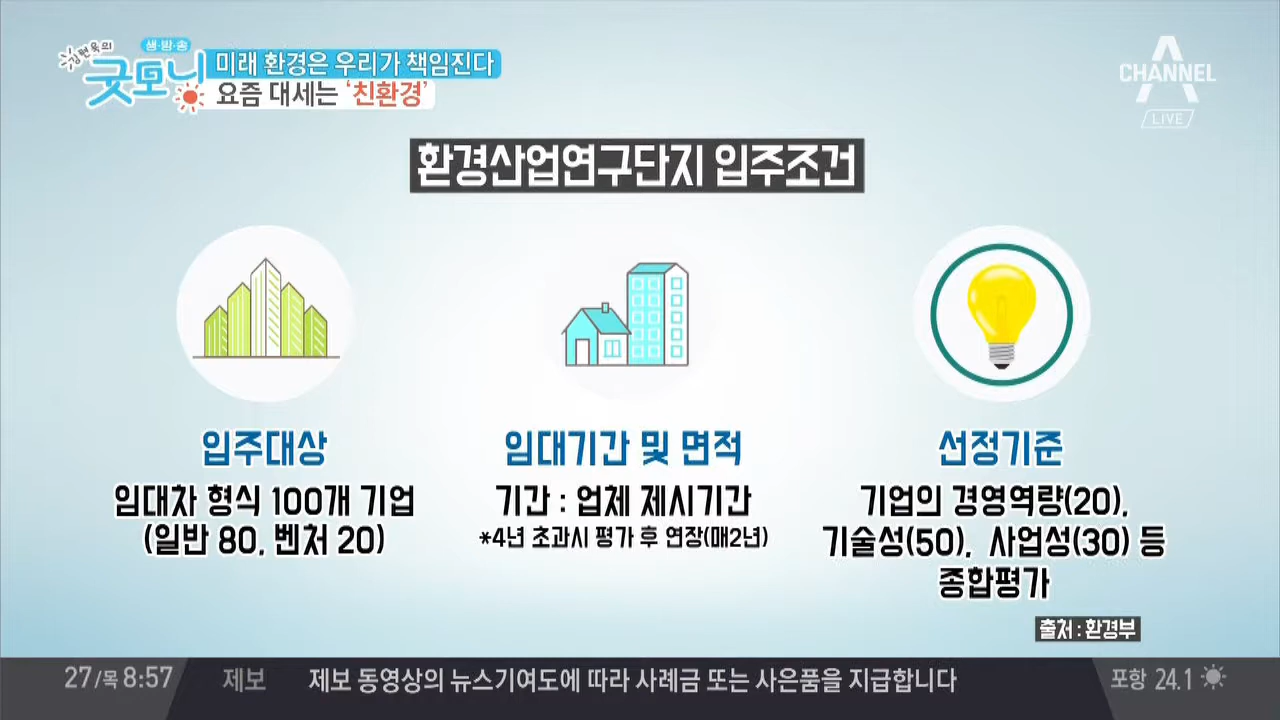 김현욱의
생·방·송
굿모닝
미래 환경은 우리가 책임진다
요즘 대세는 '친환경'
CHANNEL A
LIVE
환경산업연구단지 입주조건
입주대상
임대차 형식 100개 기업
(일반 80, 벤처 20)
임대기간 및 면적
기간 : 업체 제시기간
*4년 초과시 평가 후 연장(매2년)
선정기준
기업의 경영역량(20),
기술성(50), 사업성(30) 등
종합평가
출처 : 환경부
27/목 8:57 제보 제보 동영상의 뉴스기여도에 따라 사례금 또는 사은품을 지급합니다 포항 24.1